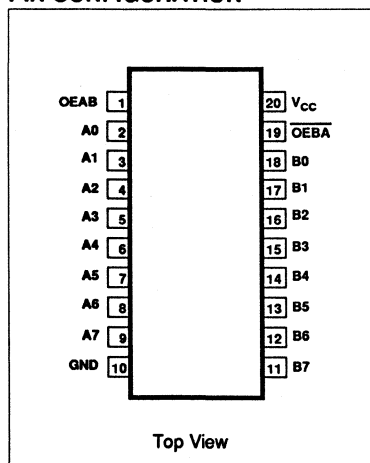 OEAB 1 20 VCC
A0 2 19 OEBA
A1 3 18 B0
A2 4 17 B1
A3 5 16 B2
A4 6 15 B3
A5 7 14 B4
A6 8 13 B5
A7 9 12 B6
GND 10 11 B7
Top View